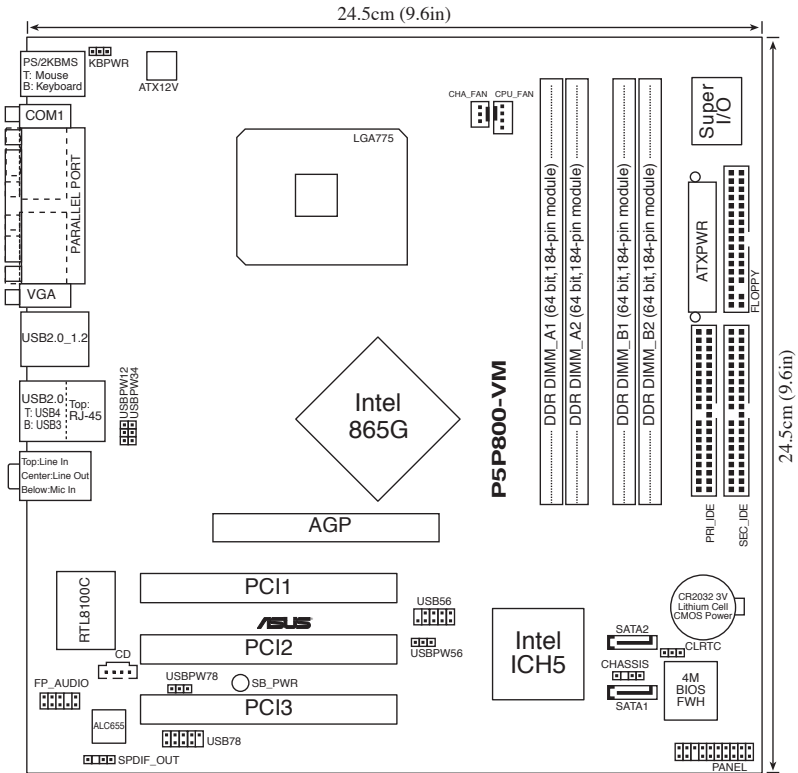 24.5cm (9.6in)
PS/2KBMS
T: Mouse
B: Keyboard
KBPWR
ATX12V
CHA_FAN
CPU_FAN
Super
I/O
COM1
LGA775
PARALLEL PORT
VGA
DDR DIMM_A1 (64 bit,184-pin module)
DDR DIMM_A2 (64 bit,184-pin module)
DDR DIMM_B1 (64 bit,184-pin module)
DDR DIMM_B2 (64 bit,184-pin module)
ATXPWR
FLOPPY
24.5cm (9.6in)
USB2.0_1.2
USBPW12
USBPW34
USB2.0
T: USB4
B: USB3
Top:
RJ-45
Intel
865G
P5P800-VM
Top:Line In
Center:Line Out
Below:Mic In
PRI_IDE
SEC_IDE
AGP
RTL8100C
PCI1
ASUS
USB56
CR2032 3V
Lithium Cell
CMOS Power
PCI2
USBPW56
Intel
ICH5
SATA2
CLRTC
CD
CHASSIS
FP_AUDIO
USBPW78
SB_PWR
4M
BIOS
FWH
SATA1
PCI3
ALC655
USB78
SPDIF_OUT
PANEL